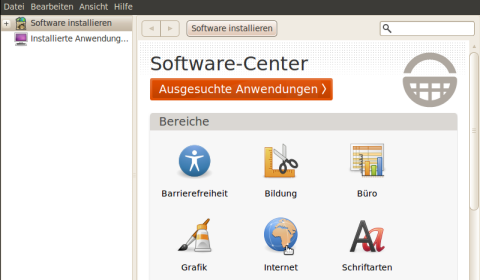 Datei Bearbeiten Ansicht Hilfe
Software installieren
Installierte Anwendung...
Software installieren
Software-Center
Ausgesuchte Anwendungen
Bereiche
Barrierefreiheit Bildung Büro
Grafik Internet Schriftarten